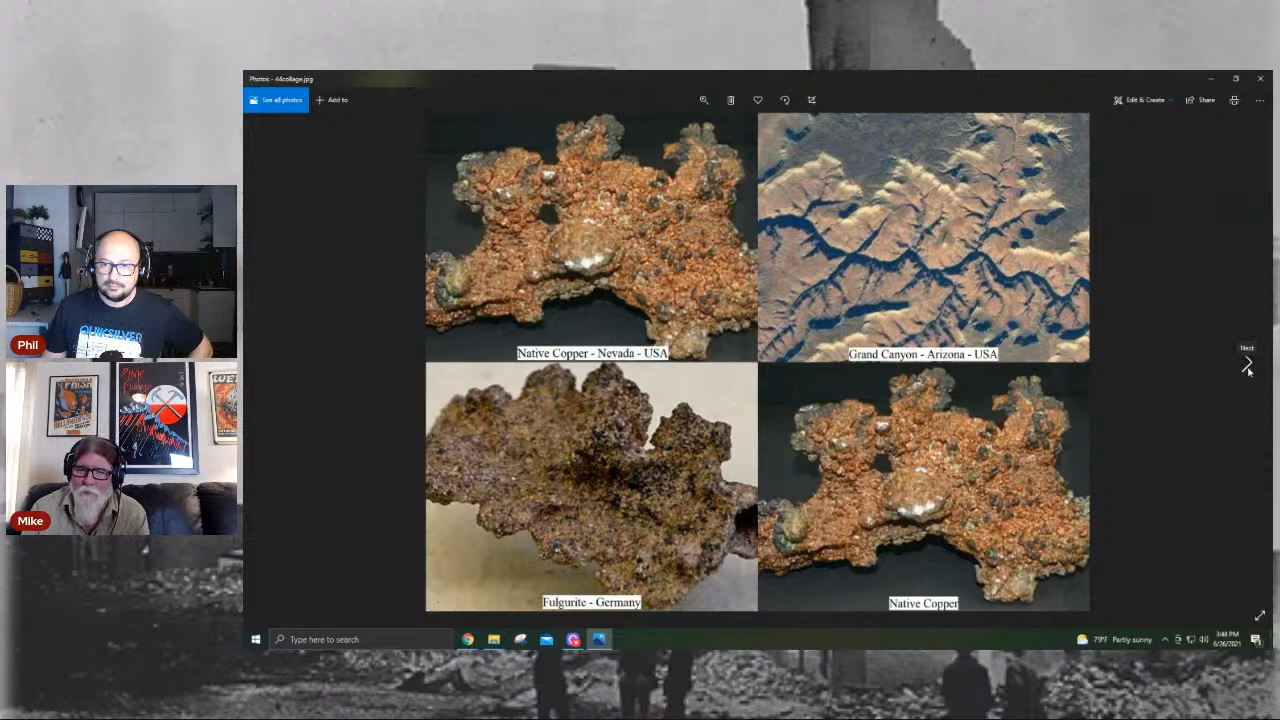 Photos - 44collage.jpg
See all photos
Add to
Edit & Create
Share
Native Copper - Nevada - USA
Grand Canyon - Arizona - USA
Next
Fulgurite - Germany
Native Copper
Phil
QUIKSILVER
PINK
Mike
Type here to search
79°F Partly sunny
3:48 PM
6/26/2021